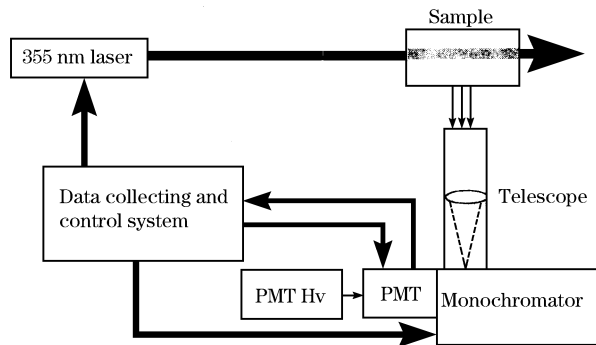 Sample
355 nm laser
Data collecting and
control system
Telescope
PMT Hv
PMT
Monochromator